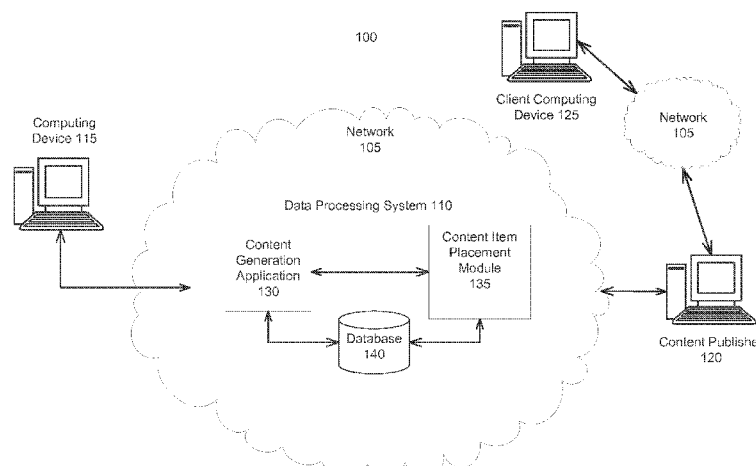 100
Client Computing
Device 125
Computing
Device 115
Network
105
Network
105
Data Processing System 110
Content
Generation
Application
130
Content Item
Placement
Module
135
Database
140
Content Publishe
120